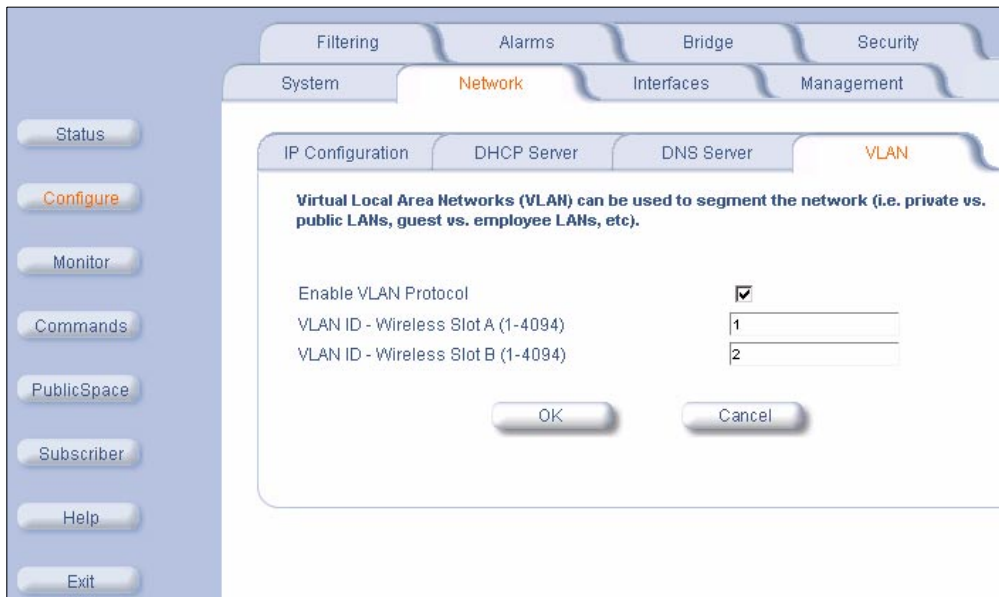 Filtering Alarms Bridge Security
System Network Interfaces Management
Status
Configure
Monitor
Commands
PublicSpace
Subscriber
Help
Exit
IP Configuration DHCP Server DNS Server VLAN
Virtual Local Area Networks (VLAN) can be used to segment the network (i.e. private vs.
public LANs, guest vs. employee LANs, etc).
Enable VLAN Protocol
VLAN ID - Wireless Slot A (1-4094) 1
VLAN ID - Wireless Slot B (1-4094) 2
OK Cancel